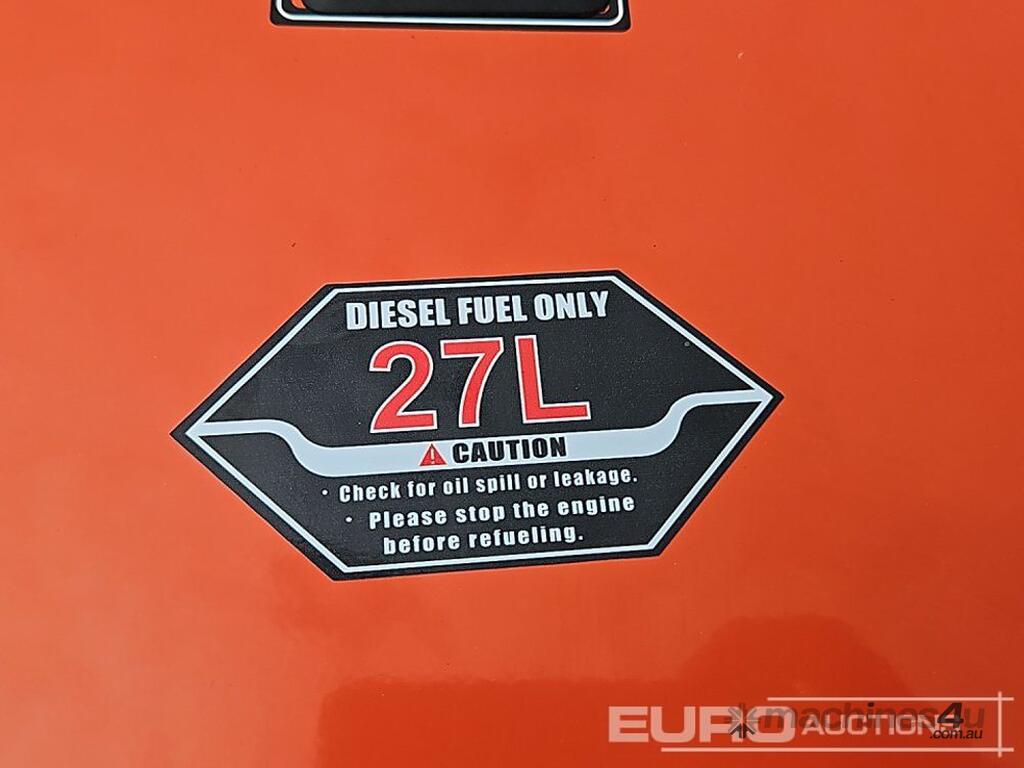 DIESEL FUEL ONLY
27L
CAUTION
· Check for oil spill or leakage.
· Please stop the engine
before refueling.
EURO AUCTIONS
machines4u
.com.au